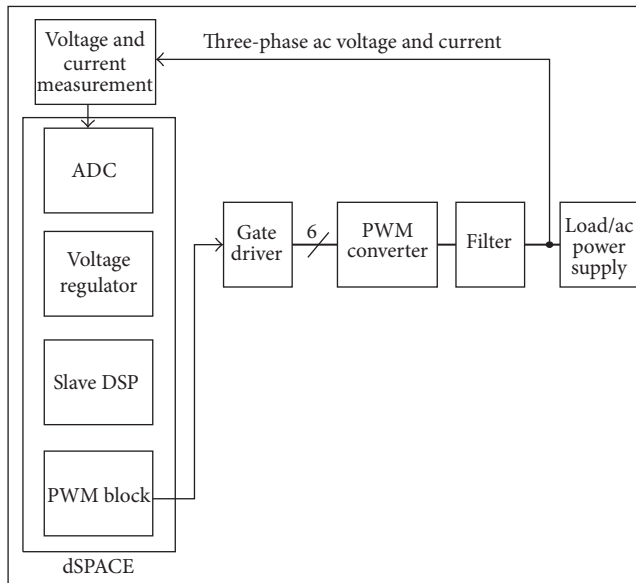 Voltage and
current
measurement
Three-phase ac voltage and current
ADC
Voltage
regulator
Slave DSP
PWM block
dSPACE
Gate
driver
6
PWM
converter
Filter
Load/ac
power
supply